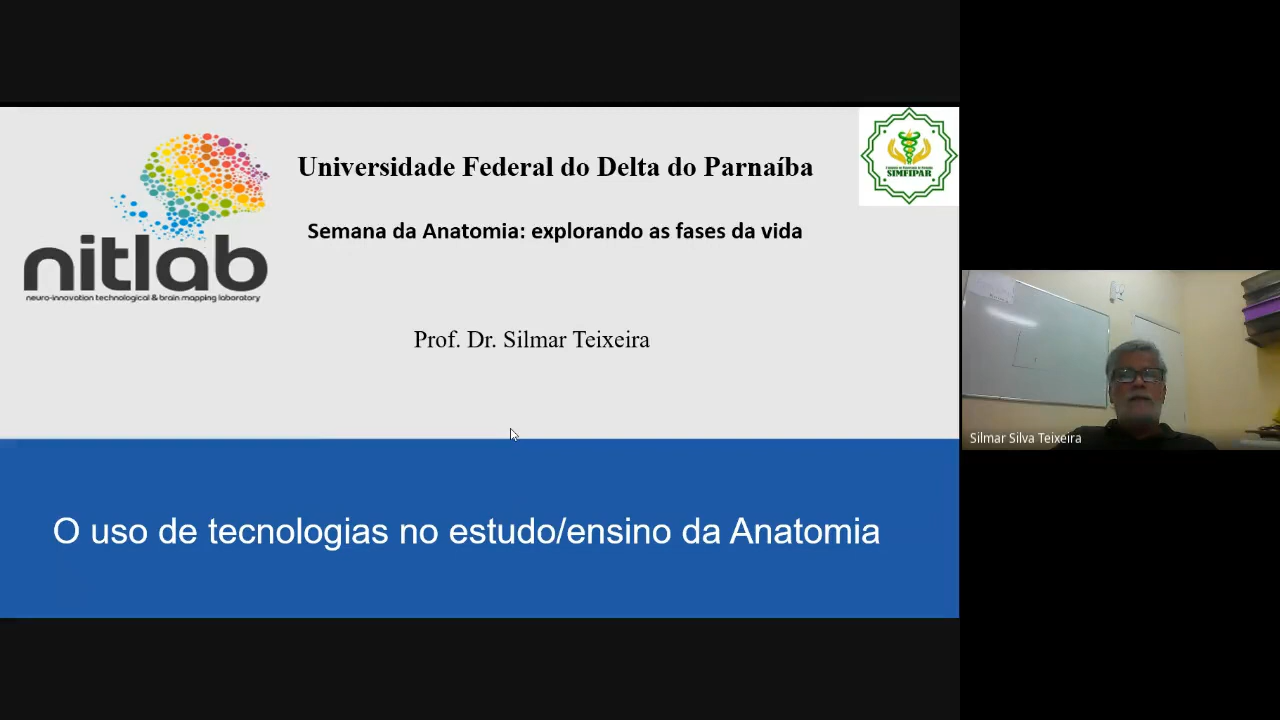 Universidade Federal do Delta do Parnaíba
SIMFIPAR
Semana da Anatomia: explorando as fases da vida
nitlab
neuro-innovation technological & brain mapping laboratory
Prof. Dr. Silmar Teixeira
Silmar Silva Teixeira
O uso de tecnologias no estudo/ensino da Anatomia